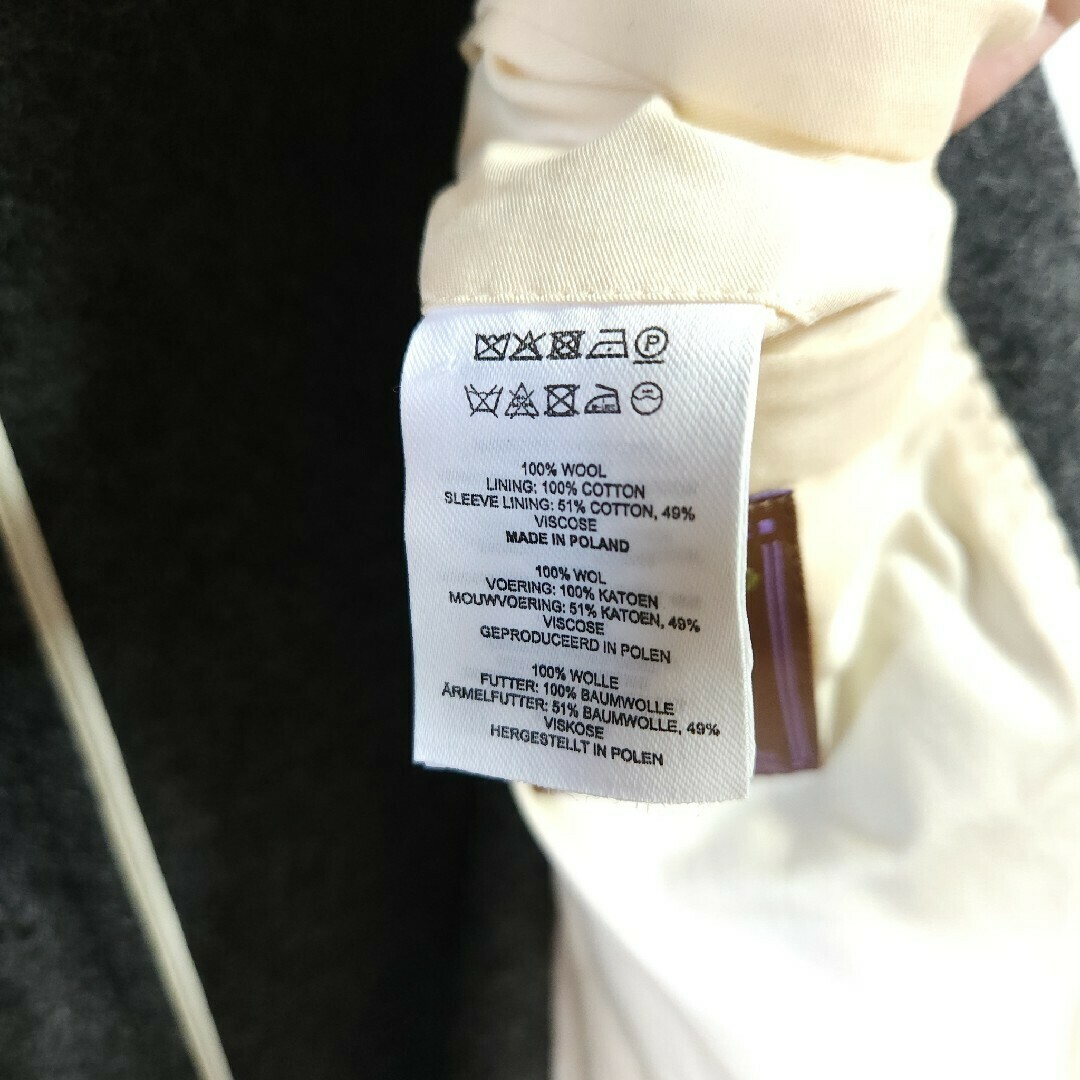 P
100% WOOL
LINING: 100% COTTON
SLEEVE LINING: 51% COTTON, 49%
VISCOSE
MADE IN POLAND
100% WOL
VOERING: 100% KATOEN
MOUWVOERING: 51% KATOEN, 49%
VISCOSE
GEPRODUCEERD IN POLEN
100% WOLLE
FUTTER: 100% BAUMWOLLE
ÄRMELFUTTER: 51% BAUMWOLLE, 49%
VISKOSE
HERGESTELLT IN POLEN